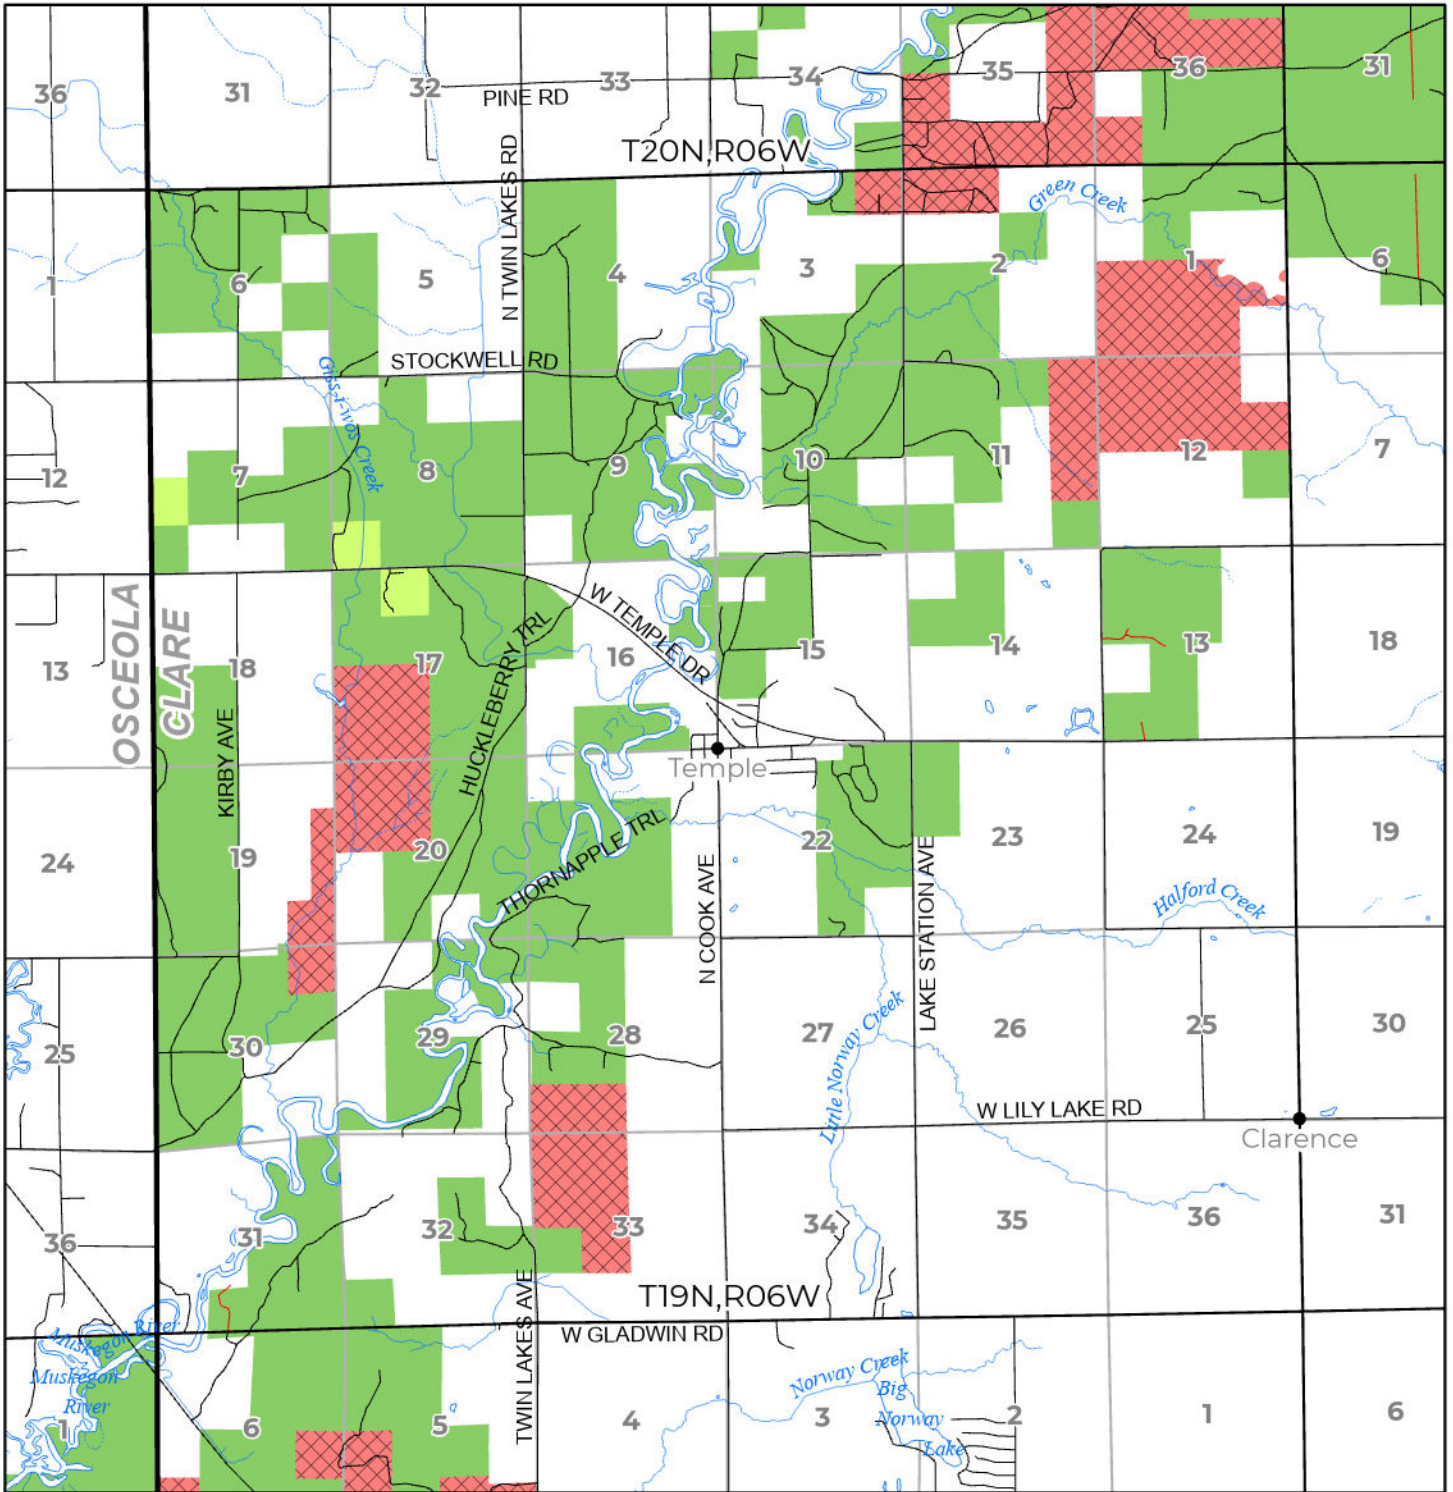 36
31
32
33
34
35
36
31
PINE RD
T20N,R06W
N TWIN LAKES RD
Green Creek
1
6
5
4
3
2
1
6
STOCKWELL RD
Giss-i-was Creek
12
7
8
9
10
11
12
7
OSCEOLA
CLARE
W TEMPLE DR
HUCKLEBERRY TRL
13
18
17
16
15
14
13
18
KIRBY AVE
Temple
THORNAPPLE TRL
24
19
20
22
23
24
19
N COOK AVE
LAKE STATION AVE
Halford Creek
25
30
29
28
27
26
25
30
Little Norway Creek
W LILY LAKE RD
Clarence
36
31
32
33
34
35
36
31
T19N,R06W
TWIN LAKES AVE
W GLADWIN RD
Muskegon River
Muskegon
River
Norway Creek
Big
Norway
Lake
1
6
5
4
3
2
1
6